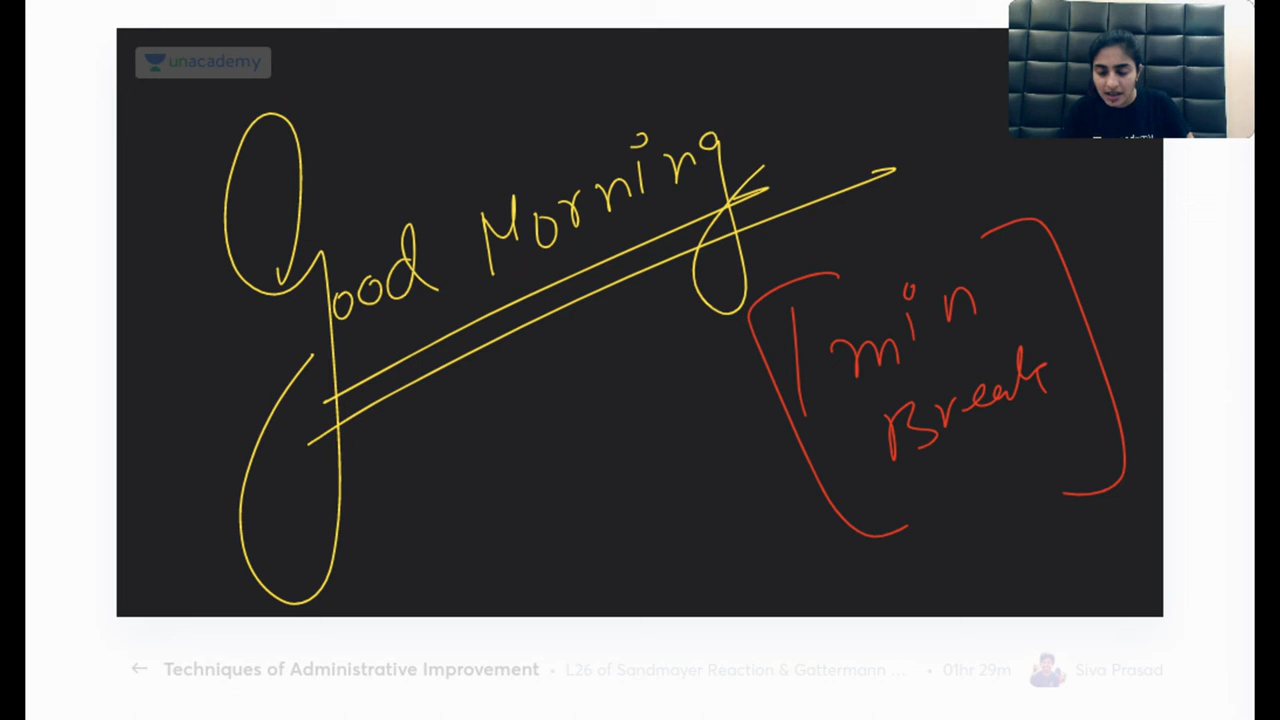 unacademy
Good Morning
1 min
Break
Techniques of Administrative Improvement • L26 of Sandmayer Reaction & Gattermann ... • 01hr 29m Siva Prasad